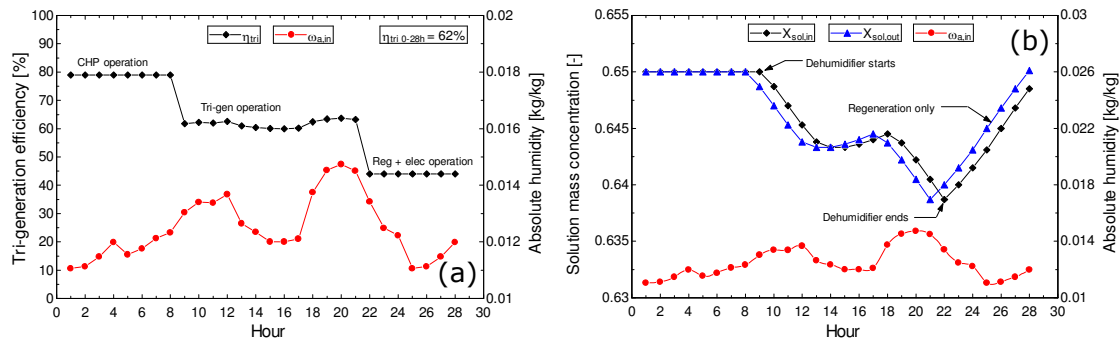 100
90
80
70
60
50
40
30
20
10
0
Tri-generation efficiency [%]
ηtri
ωa,in
ηtri 0-28h = 62%
CHP operation
Tri-gen operation
Reg + elec operation
(a)
0.02
0.018
0.016
0.014
0.012
0.01
Absolute humidity [kg/kg]
0 2 4 6 8 10 12 14 16 18 20 22 24 26 28 30
Hour
0.655
0.65
0.645
0.64
0.635
0.63
Solution mass concentration [-]
Xsol,in
Xsol,out
ωa,in
(b)
Dehumidifier starts
Regeneration only
Dehumidifier ends
0.03
0.026
0.022
0.018
0.014
0.01
Absolute humidity [kg/kg]
0 2 4 6 8 10 12 14 16 18 20 22 24 26 28 30
Hour